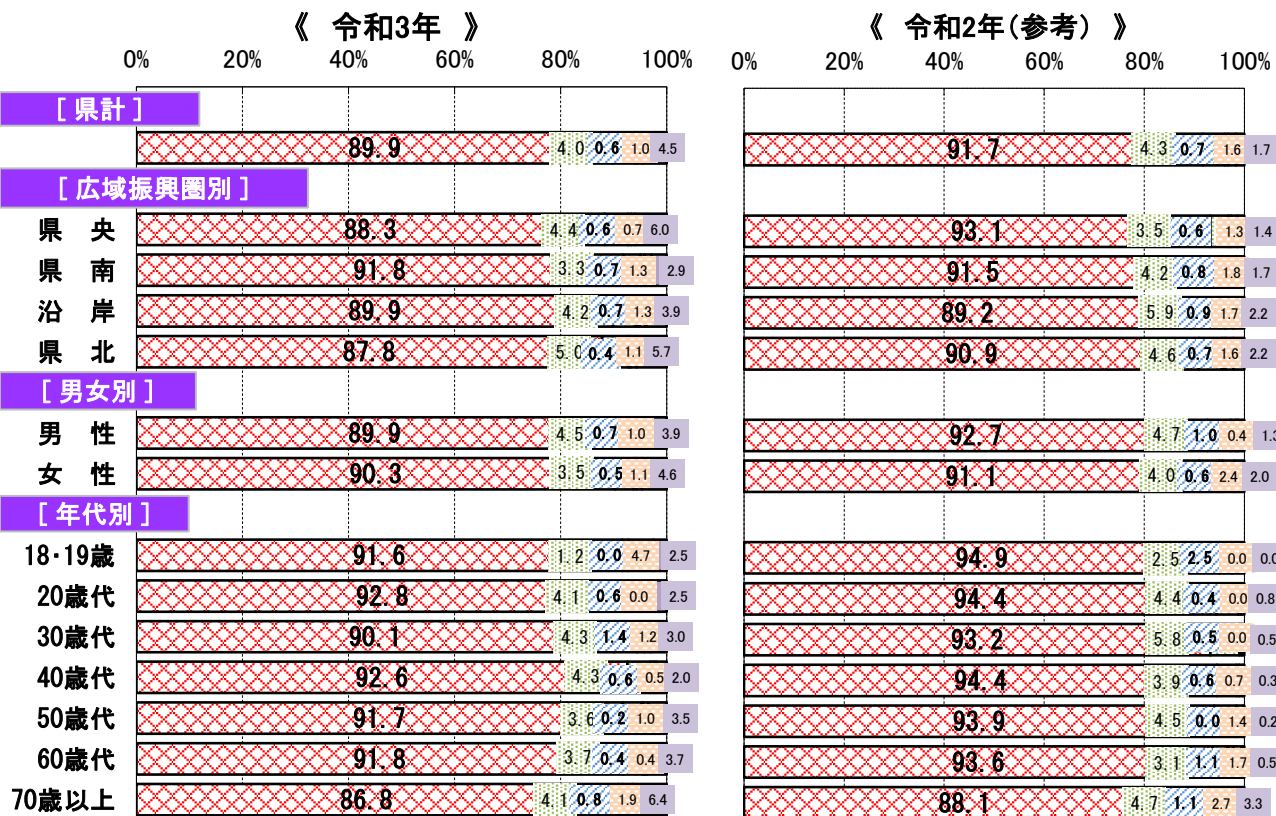 《 令和3年 》 《 令和2年(参考) 》
0% 20% 40% 60% 80% 100% 0% 20% 40% 60% 80% 100%
[ 県計 ]
89.9 4.0 0.6 1.0 4.5 91.7 4.3 0.7 1.6 1.7
[ 広域振興圏別 ]
県 央 88.3 4.4 0.6 0.7 6.0 93.1 3.5 0.6 1.3 1.4
県 南 91.8 3.3 0.7 1.3 2.9 91.5 4.2 0.8 1.8 1.7
沿 岸 89.9 4.2 0.7 1.3 3.9 89.2 5.9 0.9 1.7 2.2
県 北 87.8 5.0 0.4 1.1 5.7 90.9 4.6 0.7 1.6 2.2
[ 男女別 ]
男 性 89.9 4.5 0.7 1.0 3.9 92.7 4.7 1.0 0.4 1.3
女 性 90.3 3.5 0.5 1.1 4.6 91.1 4.0 0.6 2.4 2.0
[ 年代別 ]
18・19歳 91.6 1.2 0.0 4.7 2.5 94.9 2.5 2.5 0.0 0.0
20歳代 92.8 4.1 0.6 0.0 2.5 94.4 4.4 0.4 0.0 0.8
30歳代 90.1 4.3 1.4 1.2 3.0 93.2 5.8 0.5 0.0 0.5
40歳代 92.6 4.3 0.6 0.5 2.0 94.4 3.9 0.6 0.7 0.3
50歳代 91.7 3.6 0.2 1.0 3.5 93.9 4.5 0.0 1.4 0.2
60歳代 91.8 3.7 0.4 0.4 3.7 93.6 3.1 1.1 1.7 0.5
70歳以上 86.8 4.1 0.8 1.9 6.4 88.1 4.7 1.1 2.7 3.3